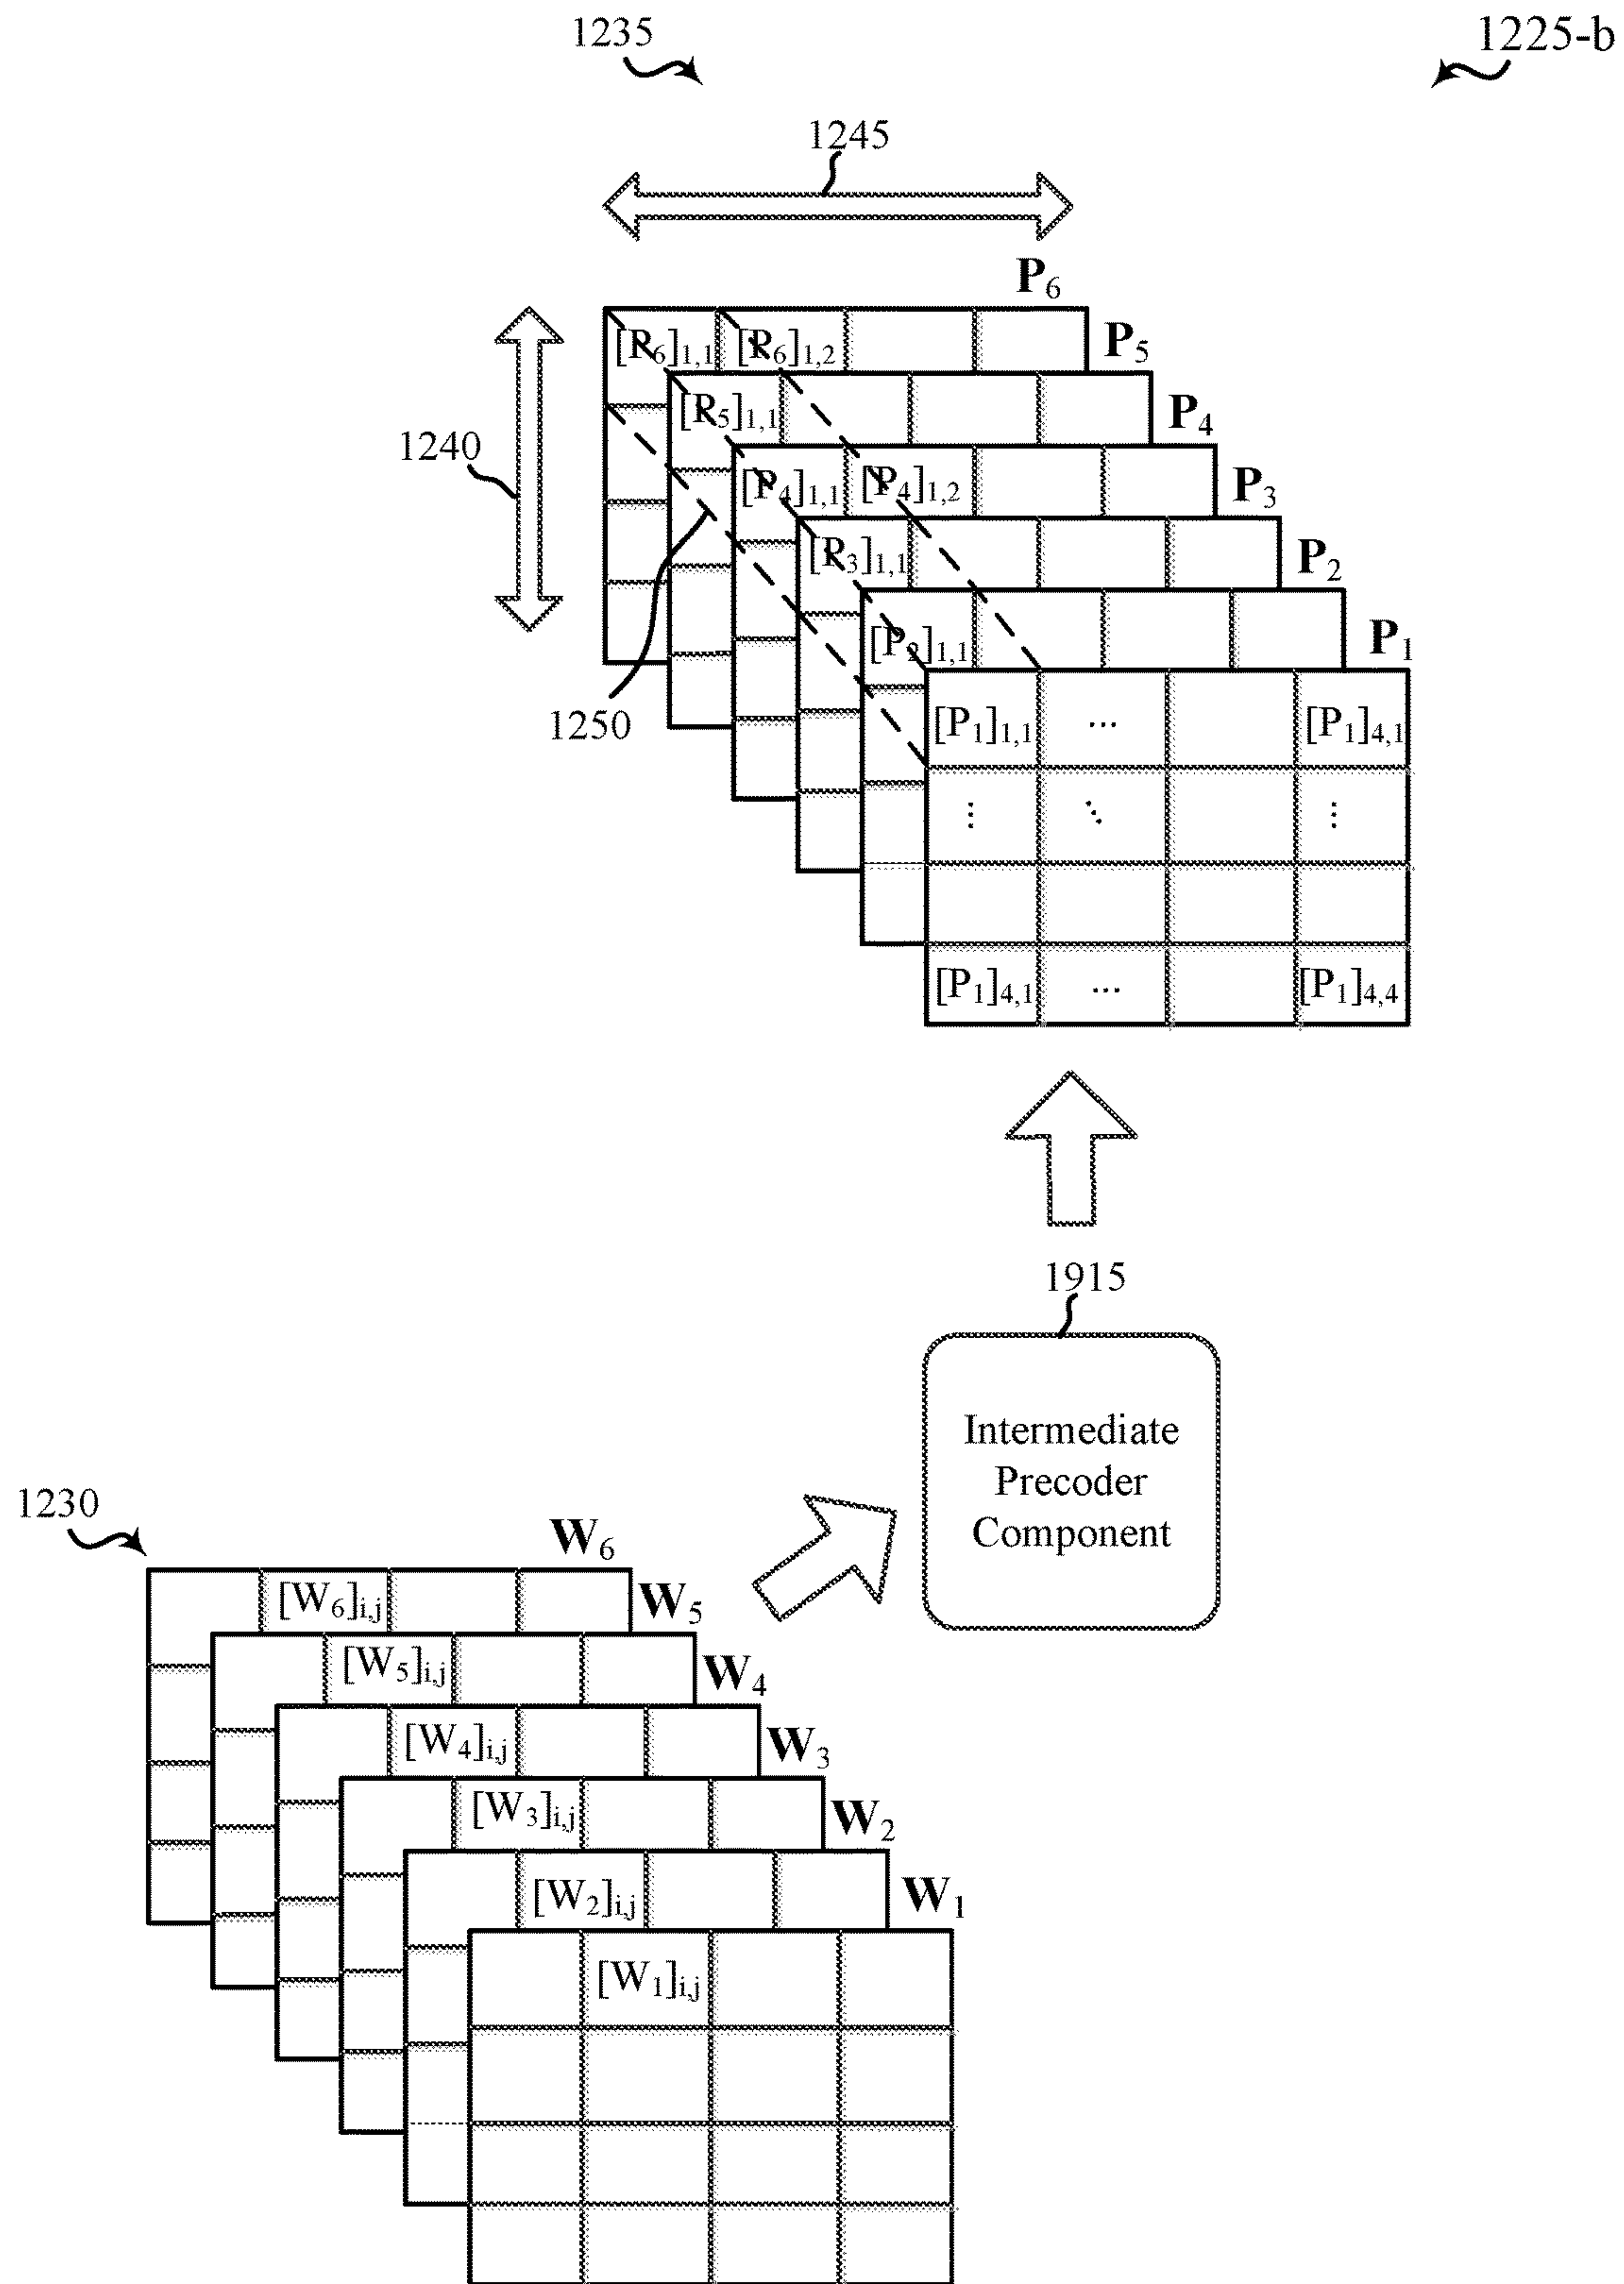 1235
1225-b
1245
P₆
[P₆]₁,₁ [P₆]₁,₂ P₅
[P₅]₁,₁ P₄
1240
[P₄]₁,₁ [P₄]₁,₂ P₃
[P₃]₁,₁ P₂
[P₂]₁,₁ P₁
1250
[P₁]₁,₁ ... [P₁]₄,₁
⋮ ⋱ ⋮
[P₁]₄,₁ ... [P₁]₄,₄
1915
Intermediate
Precoder
Component
1230
W₆
[W₆]i,j W₅
[W₅]i,j W₄
[W₄]i,j W₃
[W₃]i,j W₂
[W₂]i,j W₁
[W₁]i,j